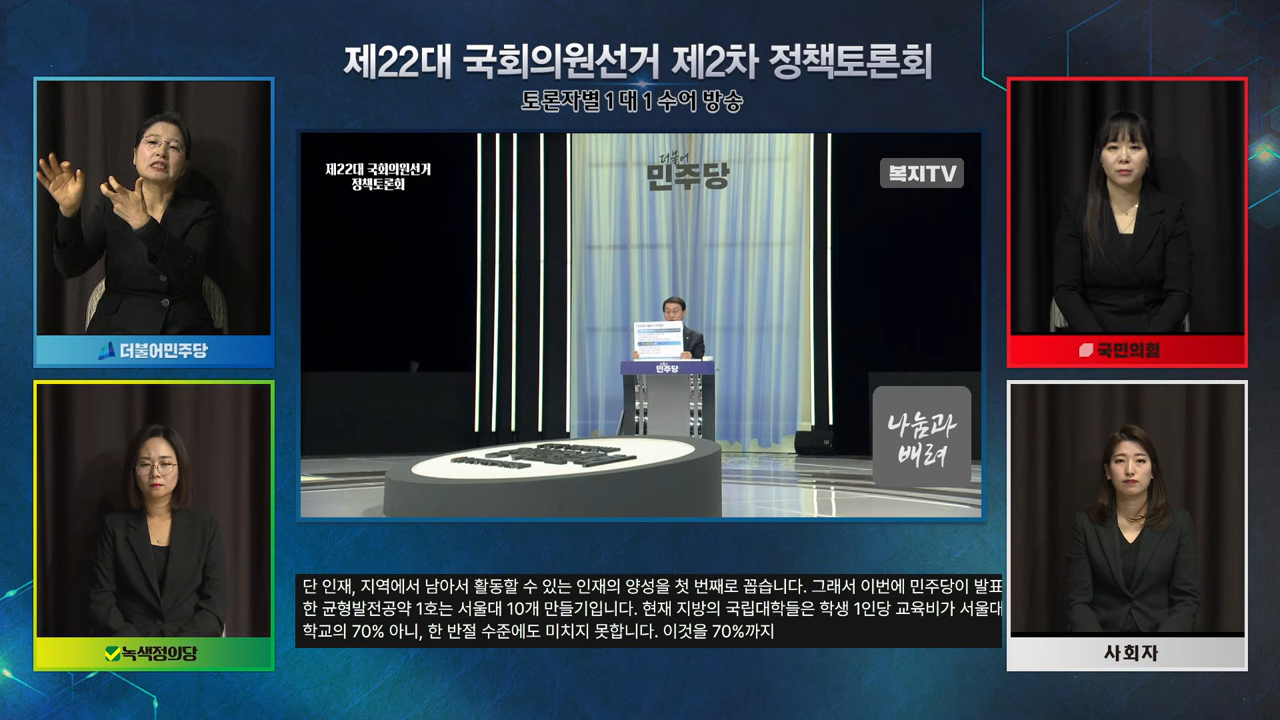 제22대 국회의원선거 제2차 정책토론회
토론자별 1 대 1 수어 방송
제22대 국회의원선거
정책토론회
더불어
민주당
복지TV
민주당
나눔과
배려
더불어민주당
국민의힘
녹색정의당
사회자
단 인재, 지역에서 남아서 활동할 수 있는 인재의 양성을 첫 번째로 꼽습니다. 그래서 이번에 민주당이 발표
한 균형발전공약 1호는 서울대 10개 만들기입니다. 현재 지방의 국립대학들은 학생 1인당 교육비가 서울대
학교의 70% 아니, 한 반절 수준에도 미치지 못합니다. 이것을 70%까지